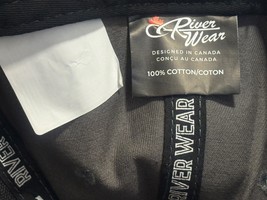 River
Wear
DESIGNED IN CANADA
CONÇU AU CANADA
100% COTTON/COTON
RIVER WEAR
RIVER